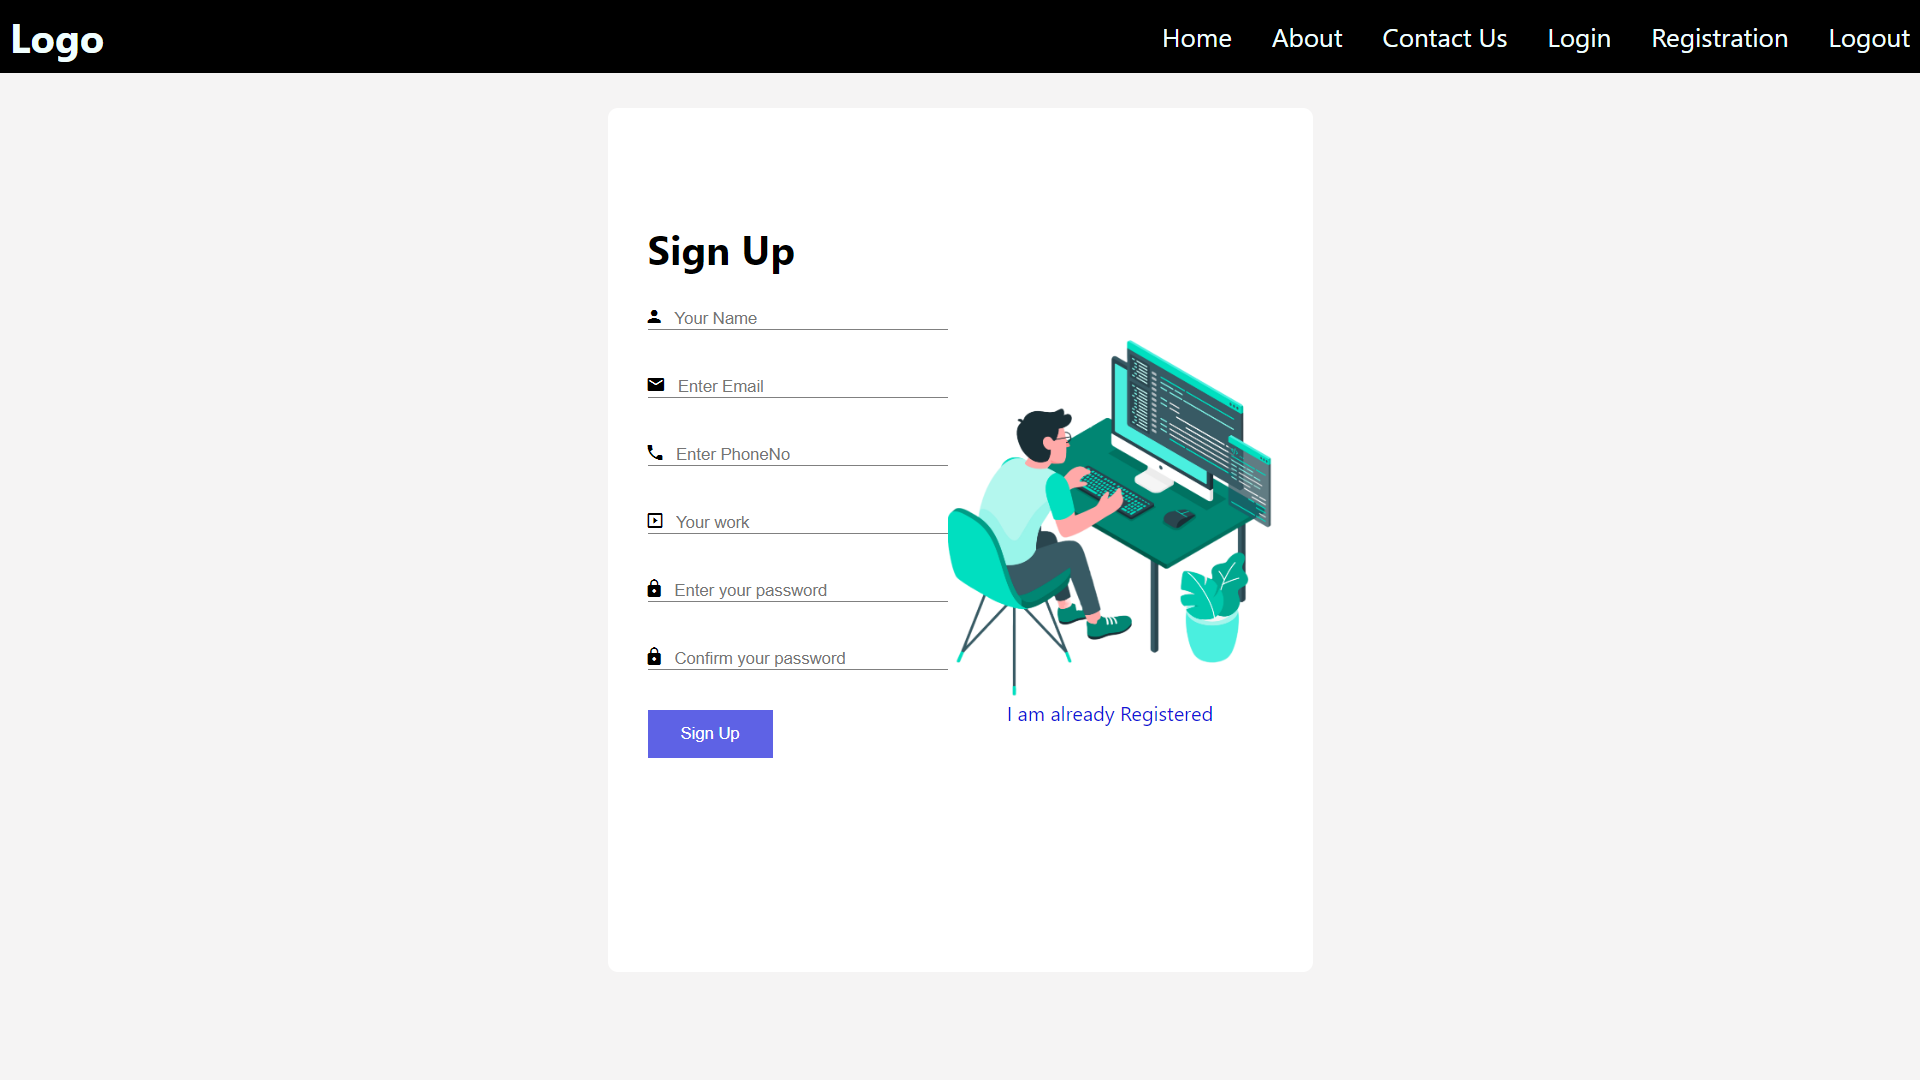 Logo
Home About Contact Us Login Registration Logout
Sign Up
Your Name
Enter Email
Enter PhoneNo
Your work
Enter your password
Confirm your password
I am already Registered
Sign Up